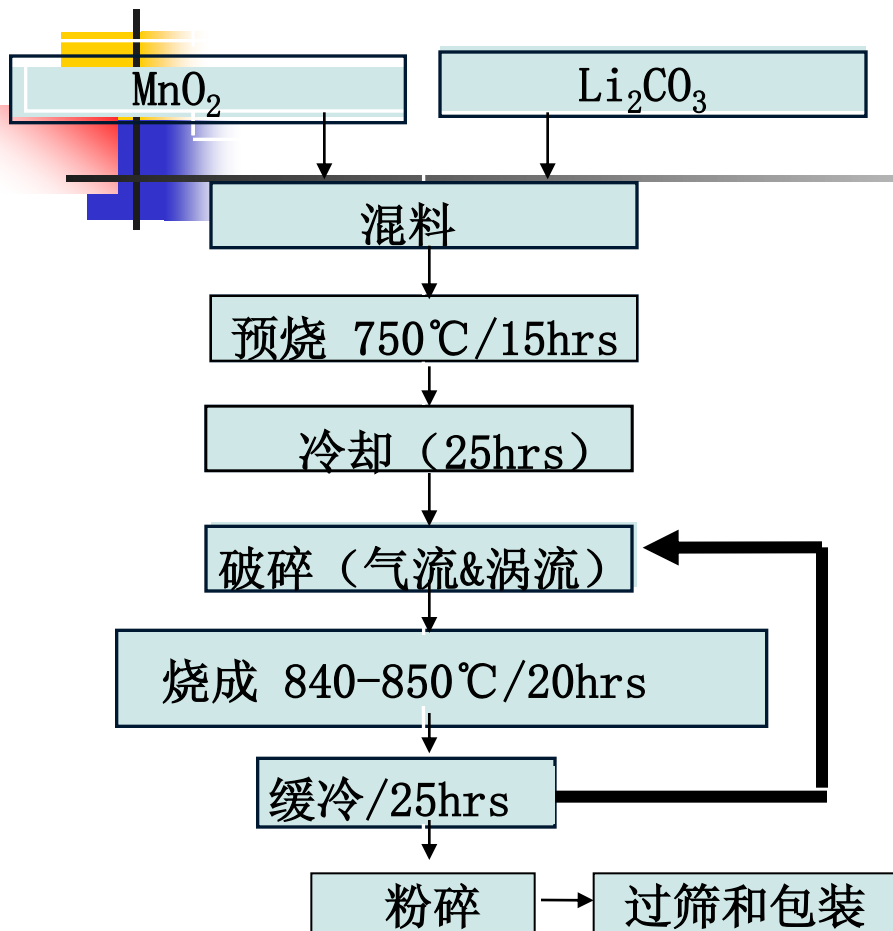 MnO₂
Li₂CO₃
混料
预烧 750℃/15hrs
冷却（25hrs）
破碎（气流&涡流）
烧成 840-850℃/20hrs
缓冷/25hrs
粉碎
过筛和包装